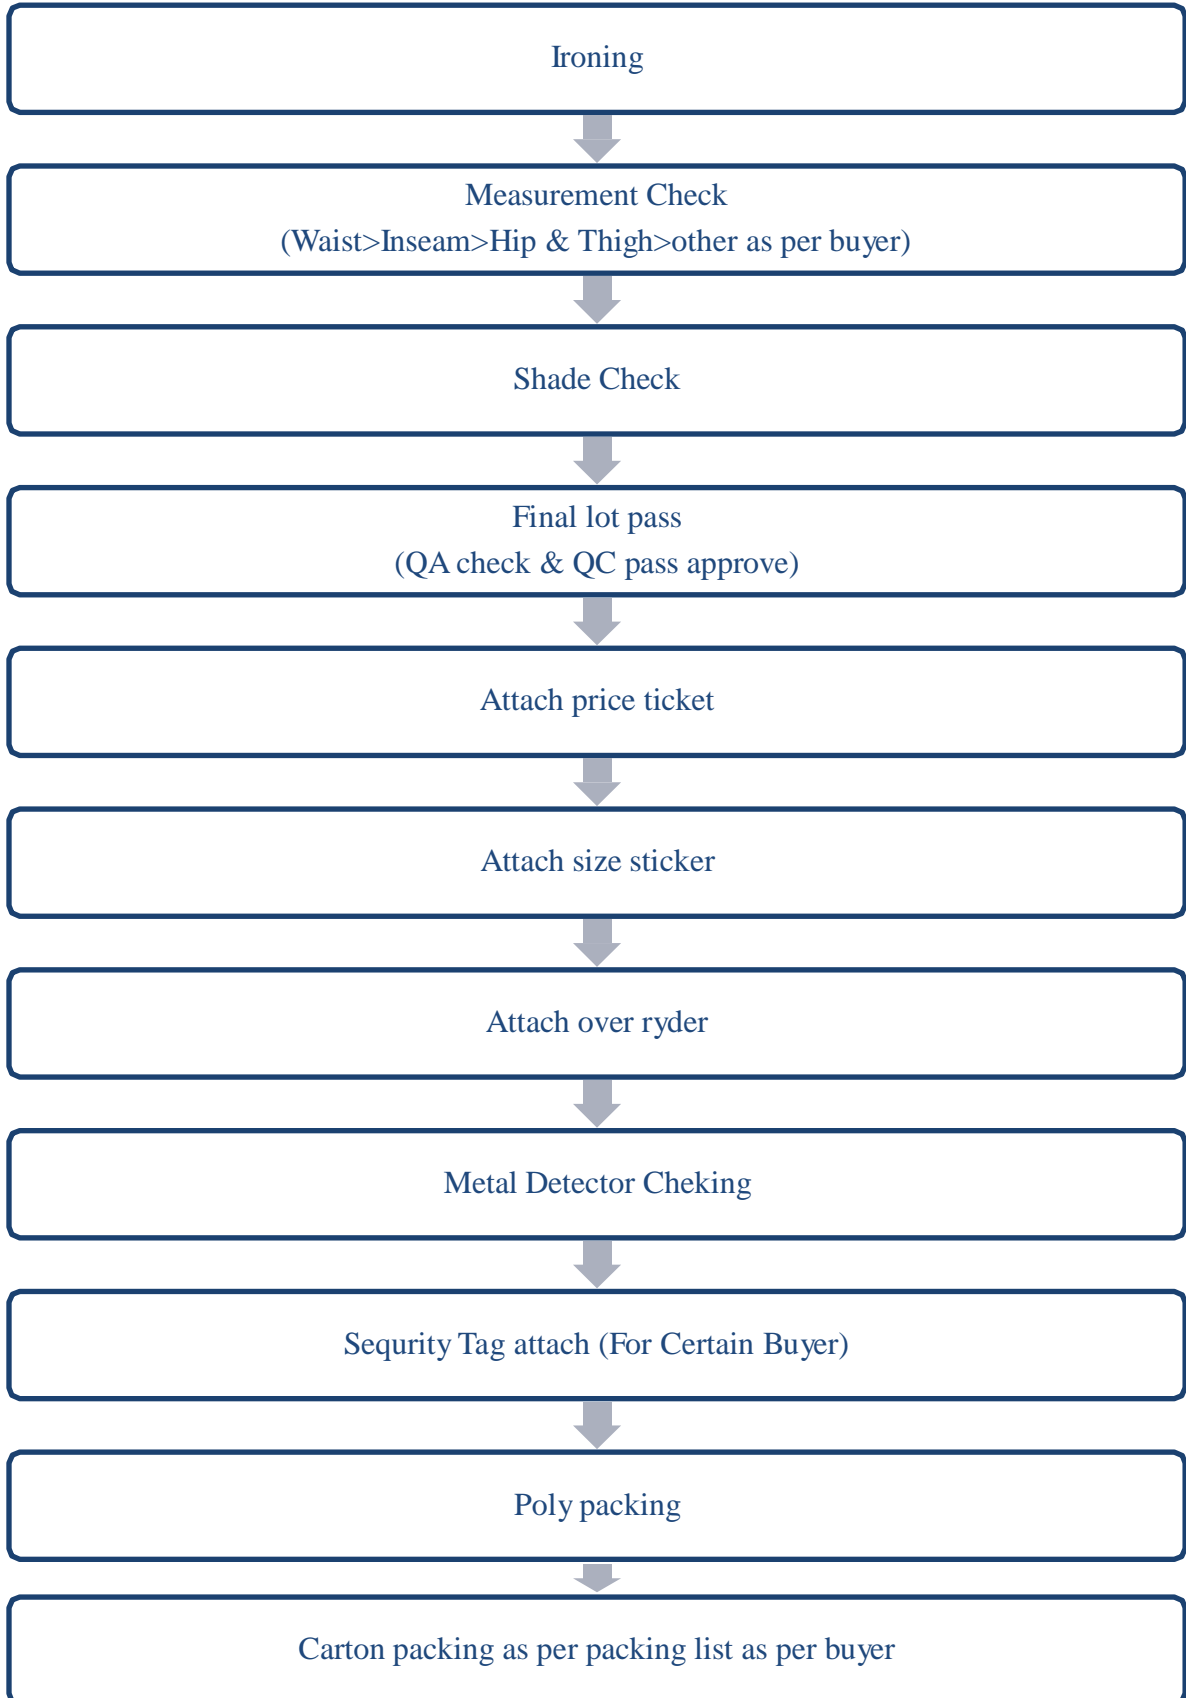 Ironing
Measurement Check
(Waist>Inseam>Hip & Thigh>other as per buyer)
Shade Check
Final lot pass
(QA check & QC pass approve)
Attach price ticket
Attach size sticker
Attach over ryder
Metal Detector Cheking
Sequrity Tag attach (For Certain Buyer)
Poly packing
Carton packing as per packing list as per buyer